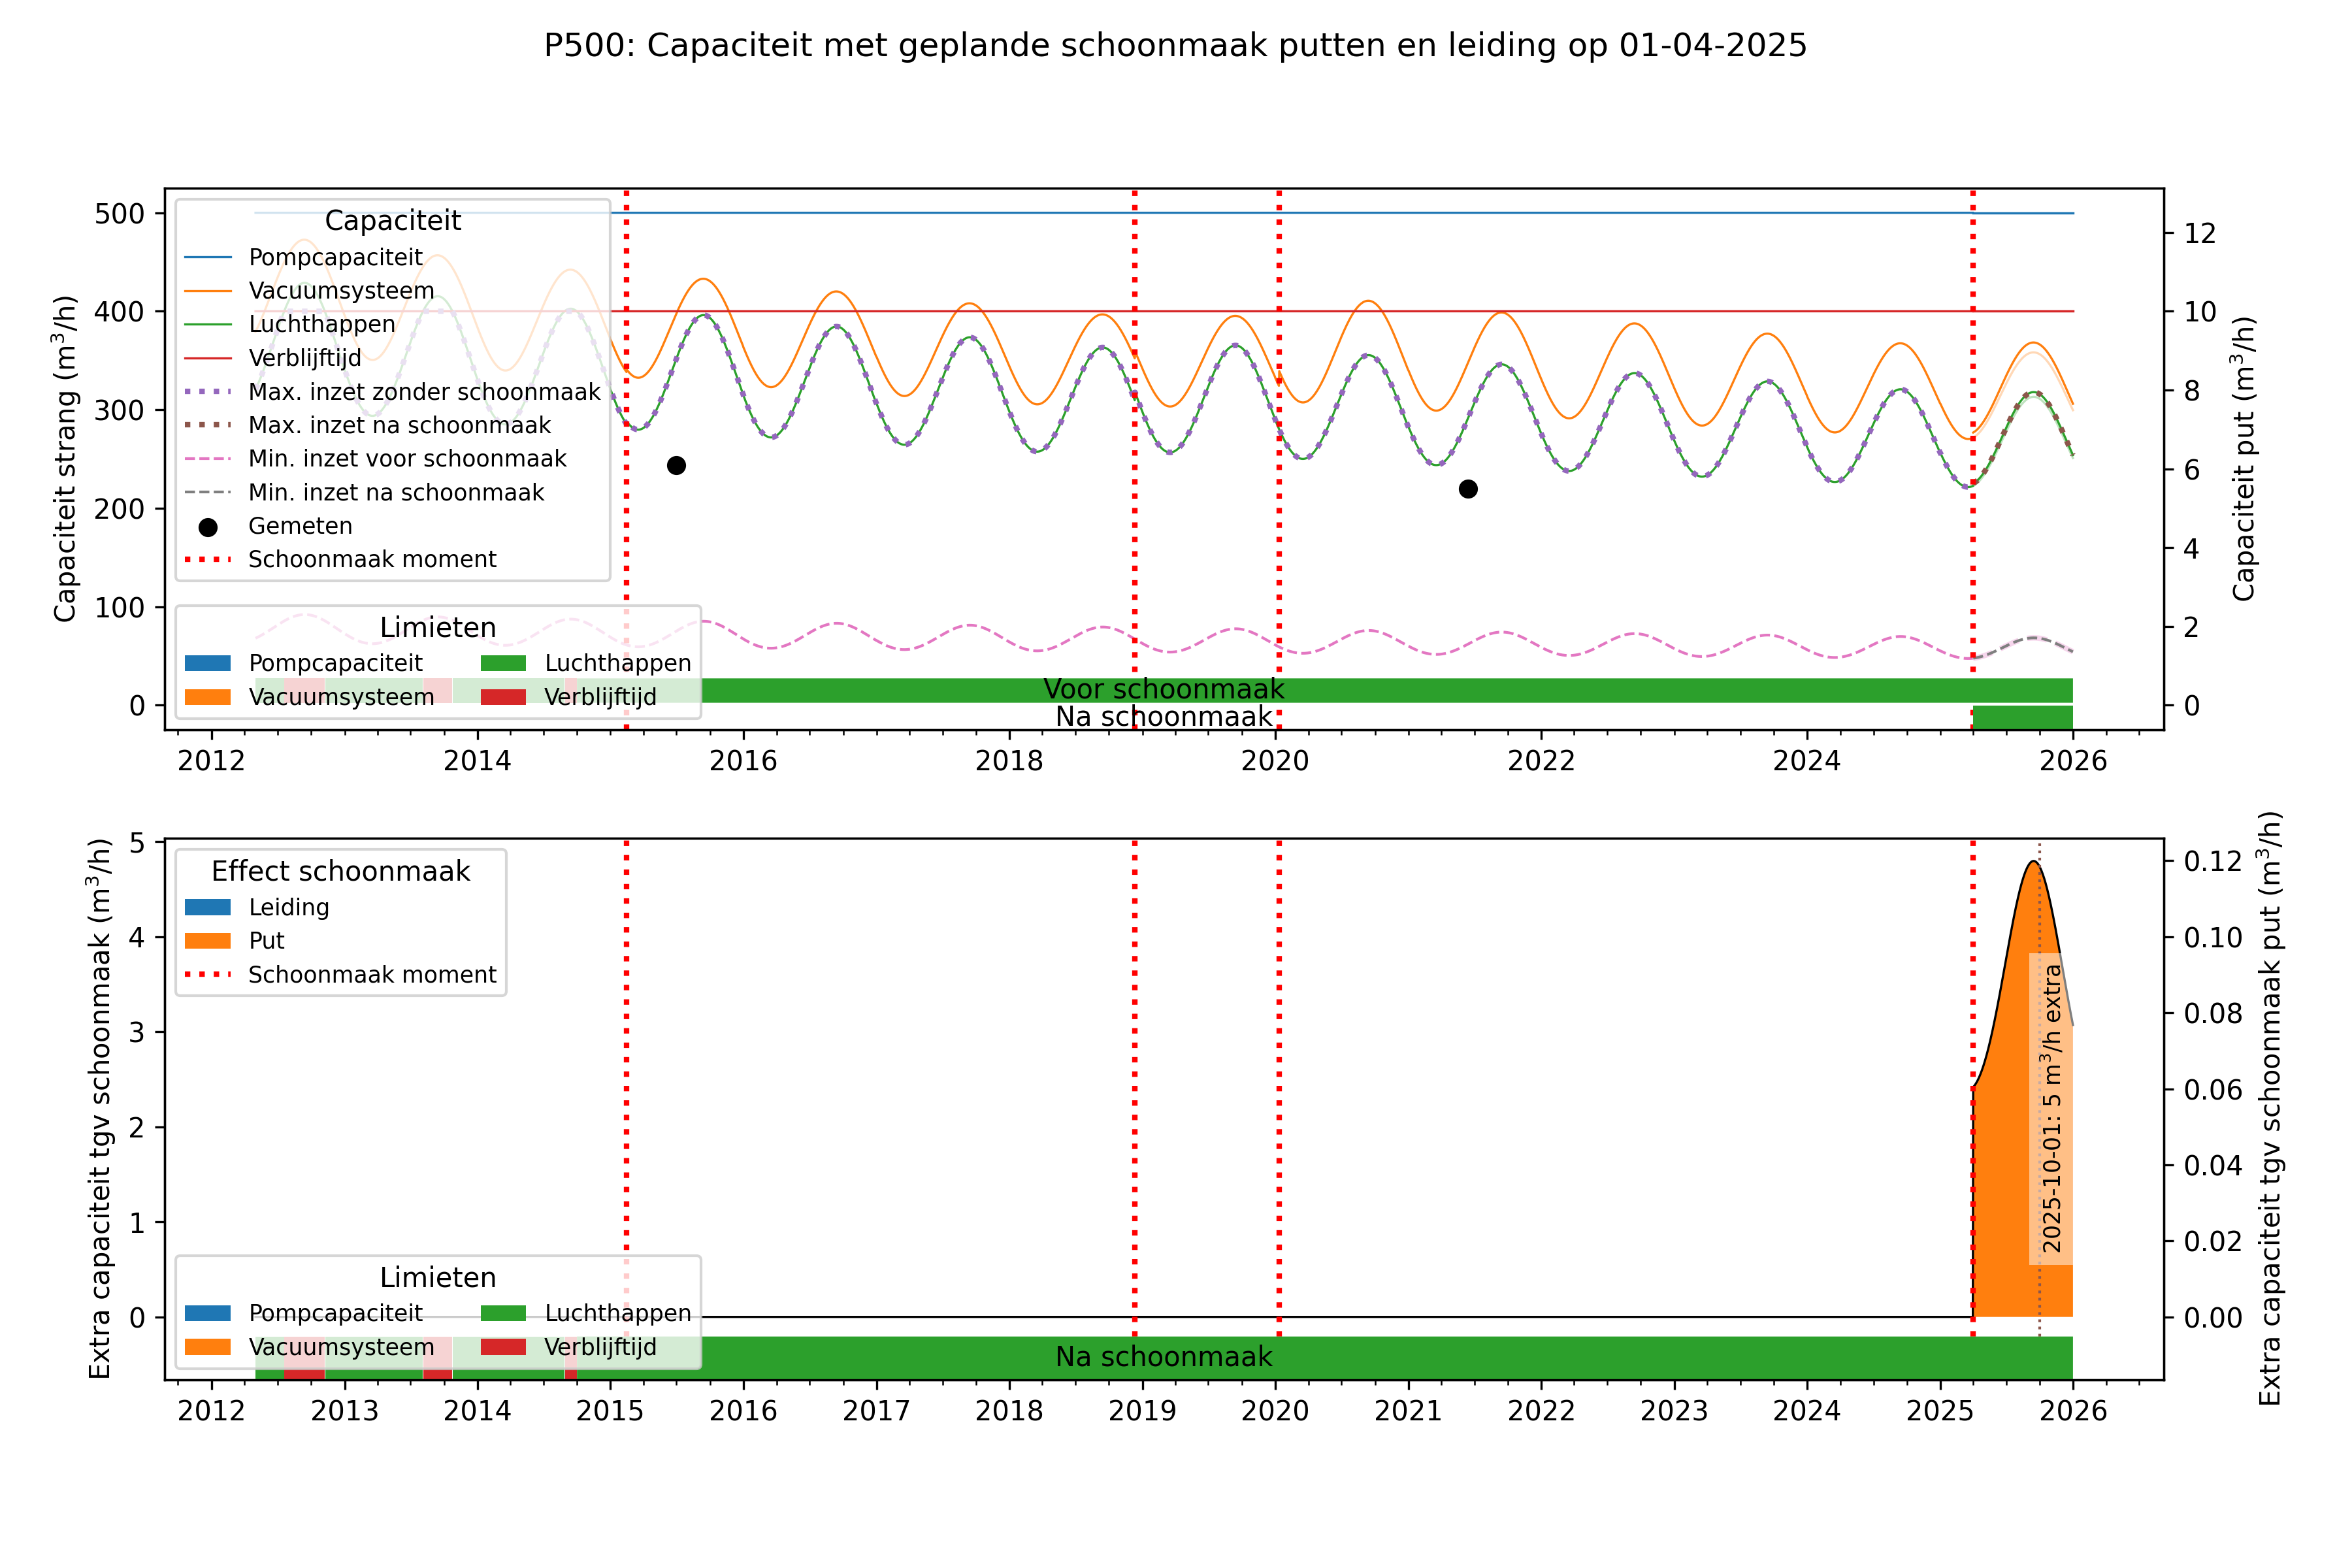 P500: Capaciteit met geplande schoonmaak putten en leiding op 01-04-2025
Capaciteit strang (m³/h)
500
400
300
200
100
0
Capaciteit
Pompcapaciteit
Vacuumsysteem
Luchthappen
Verblijftijd
Max. inzet zonder schoonmaak
Max. inzet na schoonmaak
Min. inzet voor schoonmaak
Min. inzet na schoonmaak
Gemeten
Schoonmaak moment
Limieten
Pompcapaciteit Luchthappen
Vacuumsysteem Verblijftijd
Voor schoonmaak
Na schoonmaak
12
10
8
6
4
2
0
Capaciteit put (m³/h)
2012 2014 2016 2018 2020 2022 2024 2026
Extra capaciteit tgv schoonmaak (m³/h)
5
4
3
2
1
0
Effect schoonmaak
Leiding
Put
Schoonmaak moment
Limieten
Pompcapaciteit Luchthappen
Vacuumsysteem Verblijftijd
Na schoonmaak
2025-10-01: 5 m³/h extra
0.12
0.10
0.08
0.06
0.04
0.02
0.00
Extra capaciteit tgv schoonmaak put (m³/h)
2012 2013 2014 2015 2016 2017 2018 2019 2020 2021 2022 2023 2024 2025 2026